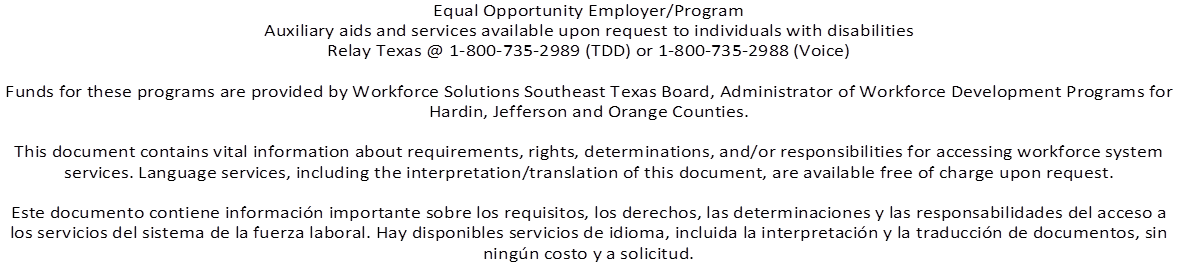 Equal Opportunity Employer/Program
Auxiliary aids and services available upon request to individuals with disabilities
Relay Texas @ 1-800-735-2989 (TDD) or 1-800-735-2988 (Voice)
Funds for these programs are provided by Workforce Solutions Southeast Texas Board, Administrator of Workforce Development Programs for
Hardin, Jefferson and Orange Counties.
This document contains vital information about requirements, rights, determinations, and/or responsibilities for accessing workforce system
services. Language services, including the interpretation/translation of this document, are available free of charge upon request.
Este documento contiene información importante sobre los requisitos, los derechos, las determinaciones y las responsabilidades del acceso a
los servicios del sistema de la fuerza laboral. Hay disponibles servicios de idioma, incluida la interpretación y la traducción de documentos, sin
ningún costo y a solicitud.